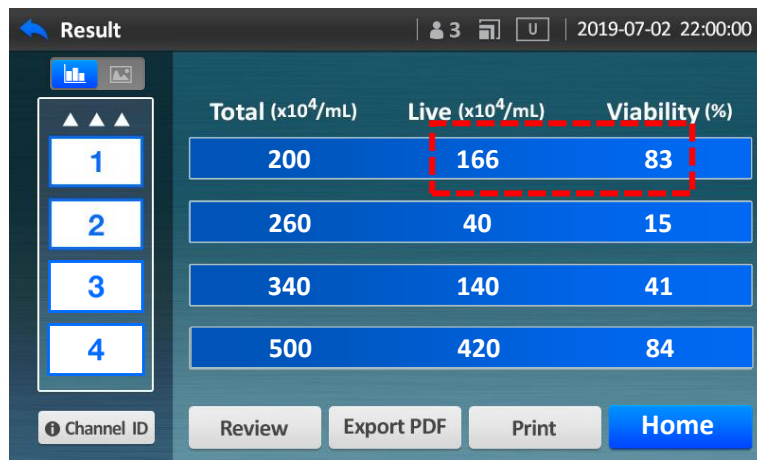 Result 3 U 2019-07-02 22:00:00
Total (x10⁴/mL) Live (x10⁴/mL) Viability (%)
1 200 166 83
2 260 40 15
3 340 140 41
4 500 420 84
Channel ID Review Export PDF Print Home